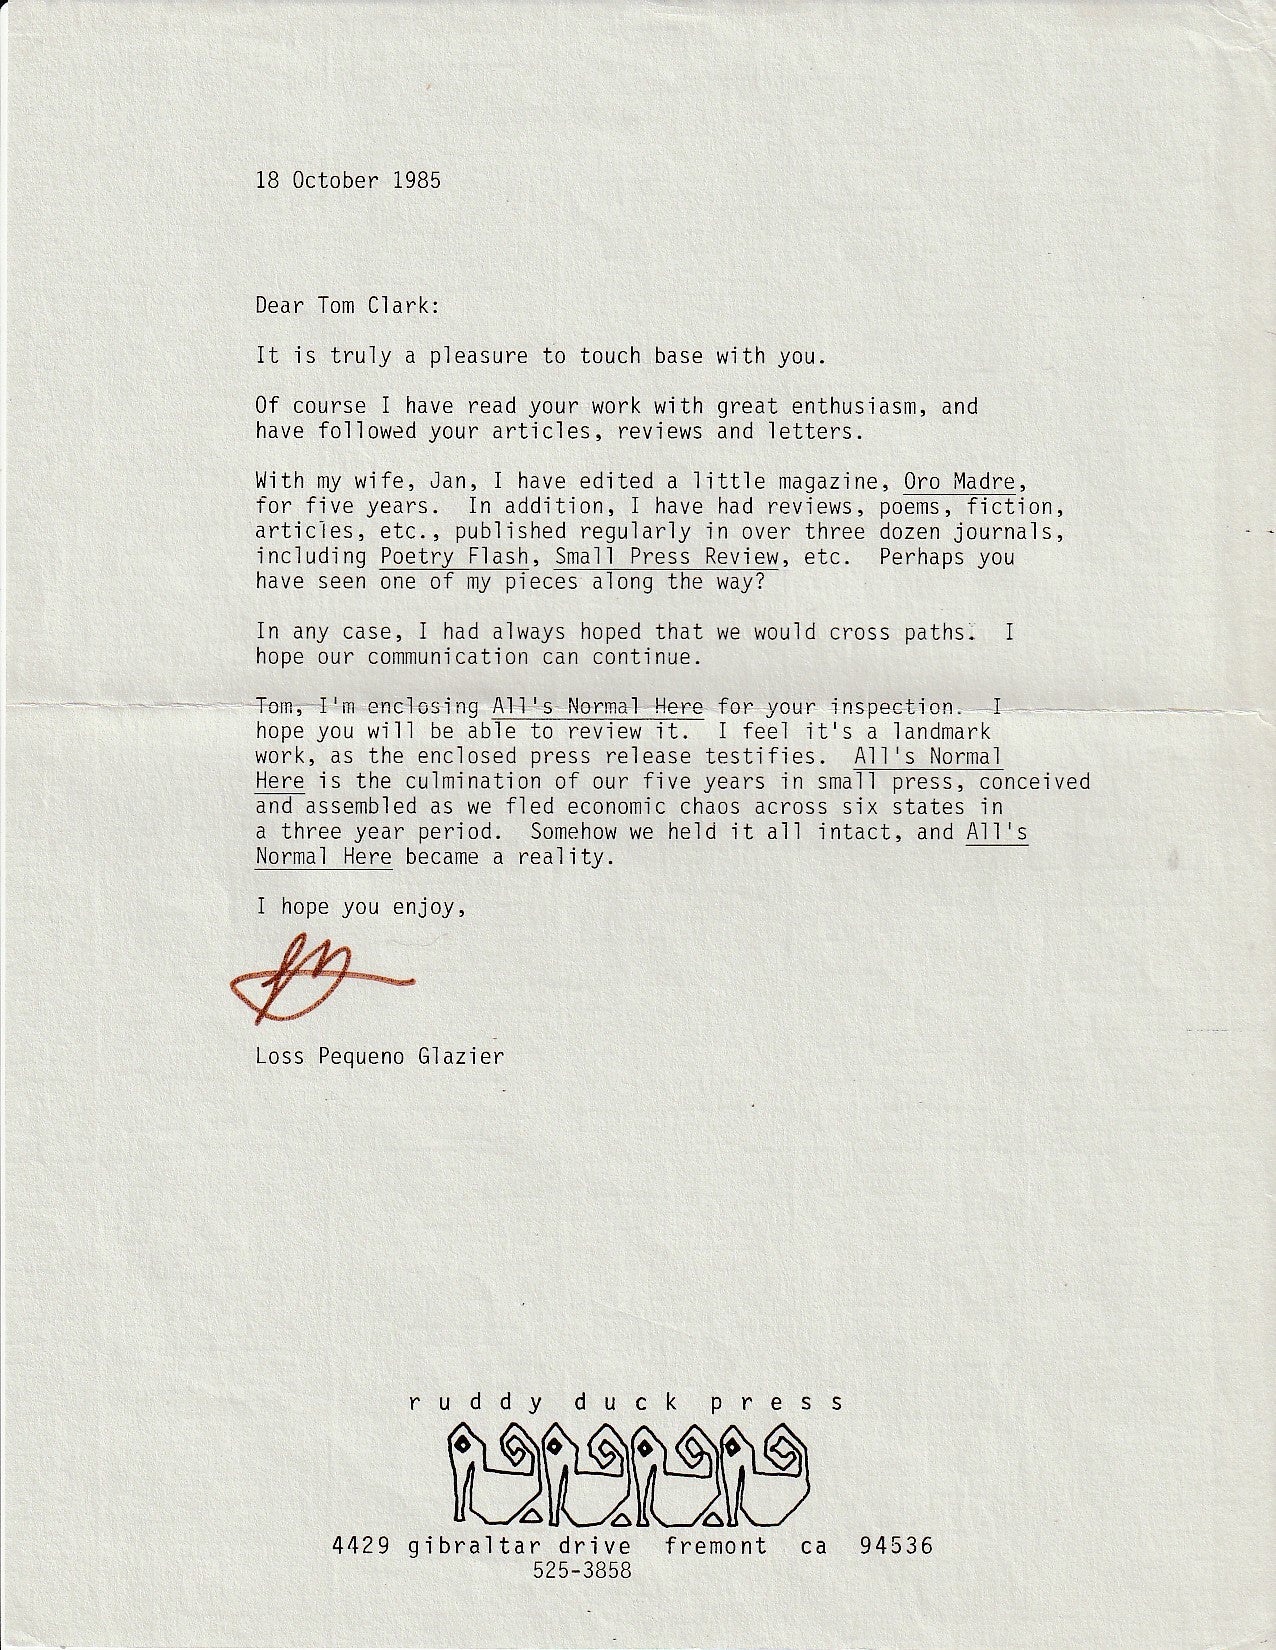 18 October 1985
Dear Tom Clark:
It is truly a pleasure to touch base with you.
Of course I have read your work with great enthusiasm, and
have followed your articles, reviews and letters.
With my wife, Jan, I have edited a little magazine, Oro Madre,
for five years.  In addition, I have had reviews, poems, fiction,
articles, etc., published regularly in over three dozen journals,
including Poetry Flash, Small Press Review, etc.  Perhaps you
have seen one of my pieces along the way?
In any case, I had always hoped that we would cross paths.  I
hope our communication can continue.
Tom, I'm enclosing All's Normal Here for your inspection.  I
hope you will be able to review it.  I feel it's a landmark
work, as the enclosed press release testifies.  All's Normal
Here is the culmination of our five years in small press, conceived
and assembled as we fled economic chaos across six states in
a three year period.  Somehow we held it all intact, and All's
Normal Here became a reality.
I hope you enjoy,
Loss Pequeno Glazier
ruddy duck press
4429 gibraltar drive  fremont  ca  94536
525-3858